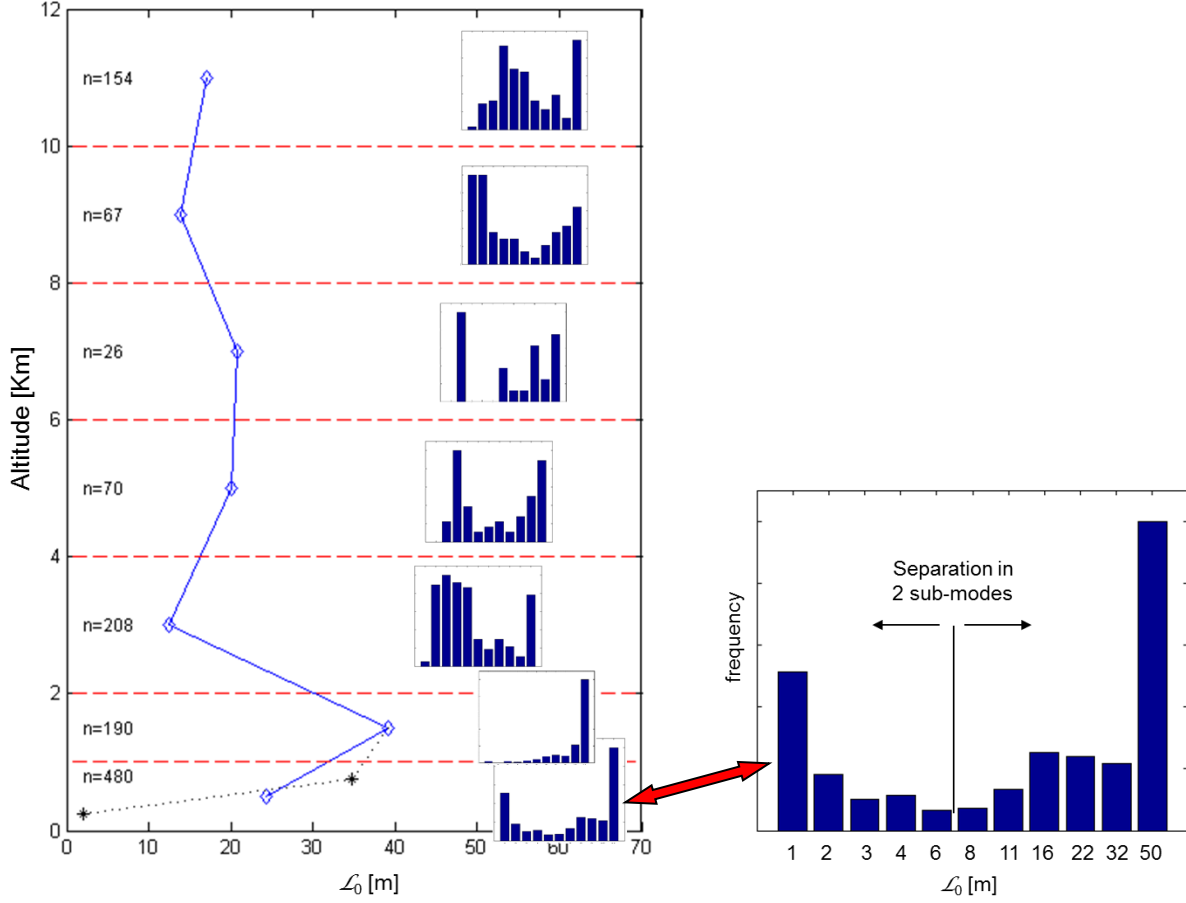 12
n=154
10
n=67
8
n=26
6
n=70
4
n=208
2
n=190
n=480
0
Altitude [Km]
0 10 20 30 40 50 60 70
ℒ₀ [m]
Separation in
2 sub-modes
frequency
1 2 3 4 6 8 11 16 22 32 50
ℒ₀ [m]